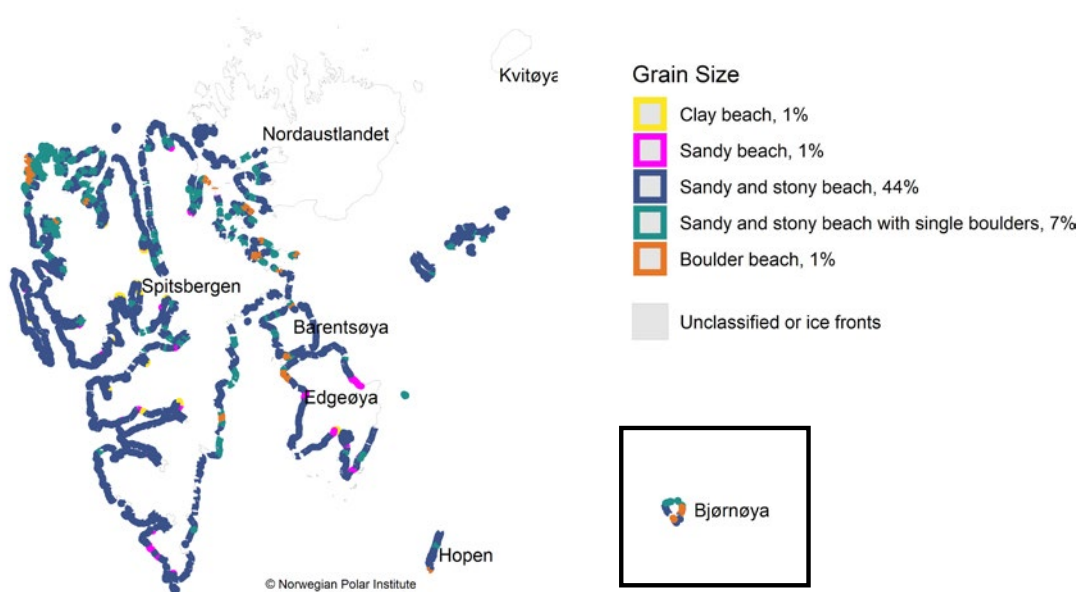 Kvitøya
Nordaustlandet
Spitsbergen
Barentsøya
Edgeøya
Hopen
© Norwegian Polar Institute
Grain Size
Clay beach, 1%
Sandy beach, 1%
Sandy and stony beach, 44%
Sandy and stony beach with single boulders, 7%
Boulder beach, 1%
Unclassified or ice fronts
Bjørnøya